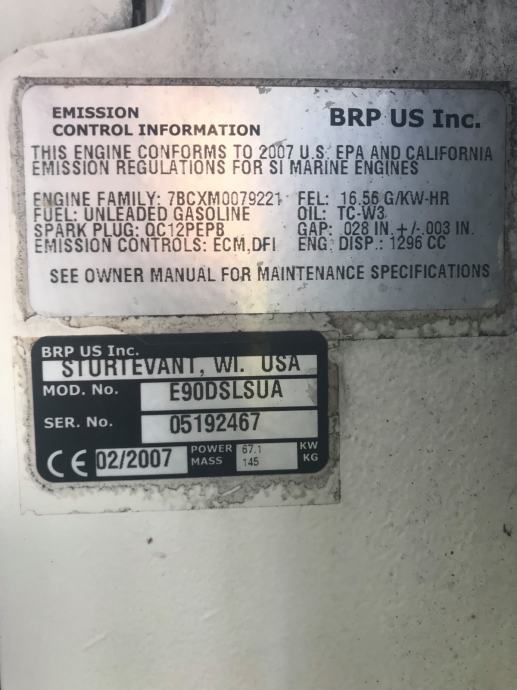 EMISSION
CONTROL INFORMATION
BRP US Inc.
THIS ENGINE CONFORMS TO 2007 U.S. EPA AND CALIFORNIA
EMISSION REGULATIONS FOR SI MARINE ENGINES
ENGINE FAMILY: 7BCXM0079221 FEL: 16.56 G/KW-HR
FUEL: UNLEADED GASOLINE OIL: TC-W3
SPARK PLUG: QC12PEPB GAP: .028 IN. +/-.003 IN.
EMISSION CONTROLS: ECM,DFI ENG. DISP.: 1296 CC
SEE OWNER MANUAL FOR MAINTENANCE SPECIFICATIONS
BRP US Inc.
STURTEVANT, WI. USA
MOD. No. E90DSLSUA
SER. No. 05192467
CE 02/2007 POWER 67.1 KW
MASS 145 KG